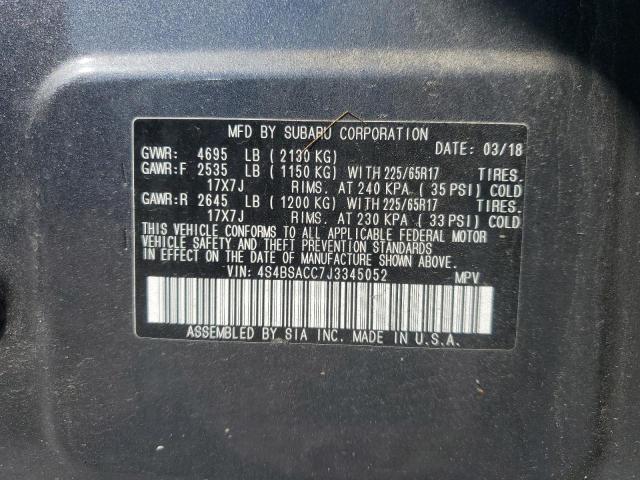 MFD BY SUBARU CORPORATION
GVWR: 4695 LB ( 2130 KG) DATE: 03/18
GAWR:F 2535 LB ( 1150 KG) WITH 225/65R17 TIRES.
17X7J RIMS. AT 240 KPA ( 35 PSI) COLD
GAWR:R 2645 LB ( 1200 KG) WITH 225/65R17 TIRES.
17X7J RIMS. AT 230 KPA ( 33 PSI) COLD
THIS VEHICLE CONFORMS TO ALL APPLICABLE FEDERAL MOTOR
VEHICLE SAFETY AND THEFT PREVENTION STANDARDS
IN EFFECT ON THE DATE OF MANUFACTURE SHOWN ABOVE.
VIN: 4S4BSACC7J3345052 MPV
ASSEMBLED BY SIA INC. MADE IN U.S.A.